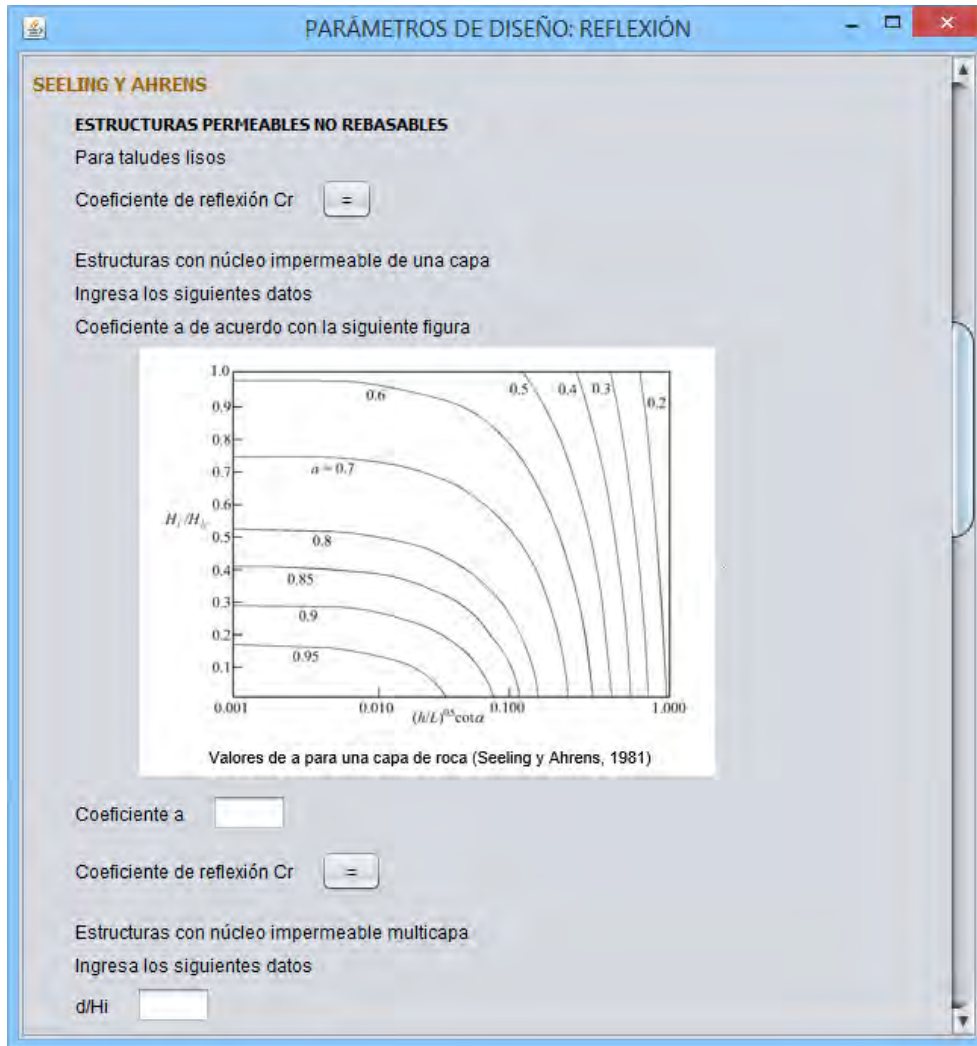 PARÁMETROS DE DISEÑO: REFLEXIÓN
SEELING Y AHRENS
ESTRUCTURAS PERMEABLES NO REBASABLES
Para taludes lisos
Coeficiente de reflexión Cr =
Estructuras con núcleo impermeable de una capa
Ingresa los siguientes datos
Coeficiente a de acuerdo con la siguiente figura
1.0
0.9
0.8
0.7
0.6
0.5
0.4
0.3
0.2
0.1
0.6
0.5
0.4
0.3
0.2
a = 0.7
0.8
0.85
0.9
0.95
0.001 0.010 0.100 1.000
(h/L)^0.5 cotα
Valores de a para una capa de roca (Seeling y Ahrens, 1981)
Coeficiente a
Coeficiente de reflexión Cr =
Estructuras con núcleo impermeable multicapa
Ingresa los siguientes datos
d/Hi